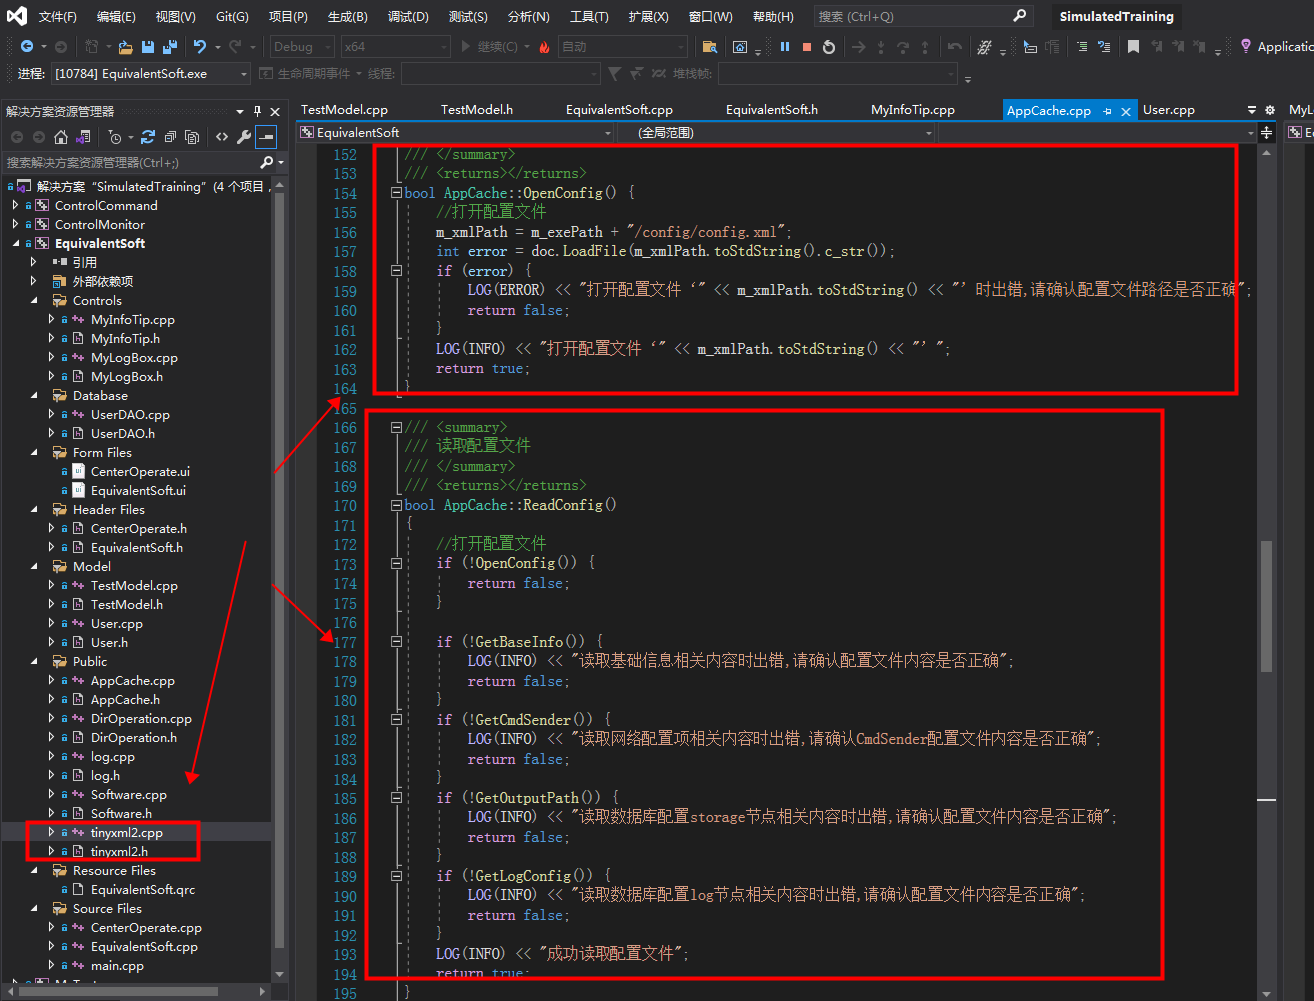 文件(F) 编辑(E) 视图(V) Git(G) 项目(P) 生成(B) 调试(D) 测试(S) 分析(N) 工具(T) 扩展(X) 窗口(W) 帮助(H) 搜索 (Ctrl+Q) SimulatedTraining
Debug x64 继续(C) 自动 Applicatic
进程: [10784] EquivalentSoft.exe 生命周期事件 线程: 堆栈帧:
解决方案资源管理器
搜索解决方案资源管理器(Ctrl+;)
解决方案 "SimulatedTraining" (4 个项目,
ControlCommand
ControlMonitor
EquivalentSoft
引用
外部依赖项
Controls
MyInfoTip.cpp
MyInfoTip.h
MyLogBox.cpp
MyLogBox.h
Database
UserDAO.cpp
UserDAO.h
Form Files
CenterOperate.ui
EquivalentSoft.ui
Header Files
CenterOperate.h
EquivalentSoft.h
Model
TestModel.cpp
TestModel.h
User.cpp
User.h
Public
AppCache.cpp
AppCache.h
DirOperation.cpp
DirOperation.h
log.cpp
log.h
Software.cpp
Software.h
tinyxml2.cpp
tinyxml2.h
Resource Files
EquivalentSoft.qrc
Source Files
CenterOperate.cpp
EquivalentSoft.cpp
main.cpp
TestModel.cpp TestModel.h EquivalentSoft.cpp EquivalentSoft.h MyInfoTip.cpp AppCache.cpp User.cpp MyL
EquivalentSoft (全局范围)
152 /// </summary>
153 /// <returns></returns>
154 bool AppCache::OpenConfig() {
155 //打开配置文件
156 m_xmlPath = m_exePath + "/config/config.xml";
157 int error = doc.LoadFile(m_xmlPath.toStdString().c_str());
158 if (error) {
159 LOG(ERROR) << "打开配置文件‘" << m_xmlPath.toStdString() << "’时出错,请确认配置文件路径是否正确";
160 return false;
161 }
162 LOG(INFO) << "打开配置文件‘" << m_xmlPath.toStdString() << "’";
163 return true;
164 }
165
166 /// <summary>
167 /// 读取配置文件
168 /// </summary>
169 /// <returns></returns>
170 bool AppCache::ReadConfig()
171 {
172 //打开配置文件
173 if (!OpenConfig()) {
174 return false;
175 }
176
177 if (!GetBaseInfo()) {
178 LOG(INFO) << "读取基础信息相关内容时出错,请确认配置文件内容是否正确";
179 return false;
180 }
181 if (!GetCmdSender()) {
182 LOG(INFO) << "读取网络配置项相关内容时出错,请确认CmdSender配置文件内容是否正确";
183 return false;
184 }
185 if (!GetOutputPath()) {
186 LOG(INFO) << "读取数据库配置storage节点相关内容时出错,请确认配置文件内容是否正确";
187 return false;
188 }
189 if (!GetLogConfig()) {
190 LOG(INFO) << "读取数据库配置log节点相关内容时出错,请确认配置文件内容是否正确";
191 return false;
192 }
193 LOG(INFO) << "成功读取配置文件";
194 return true;
195 }